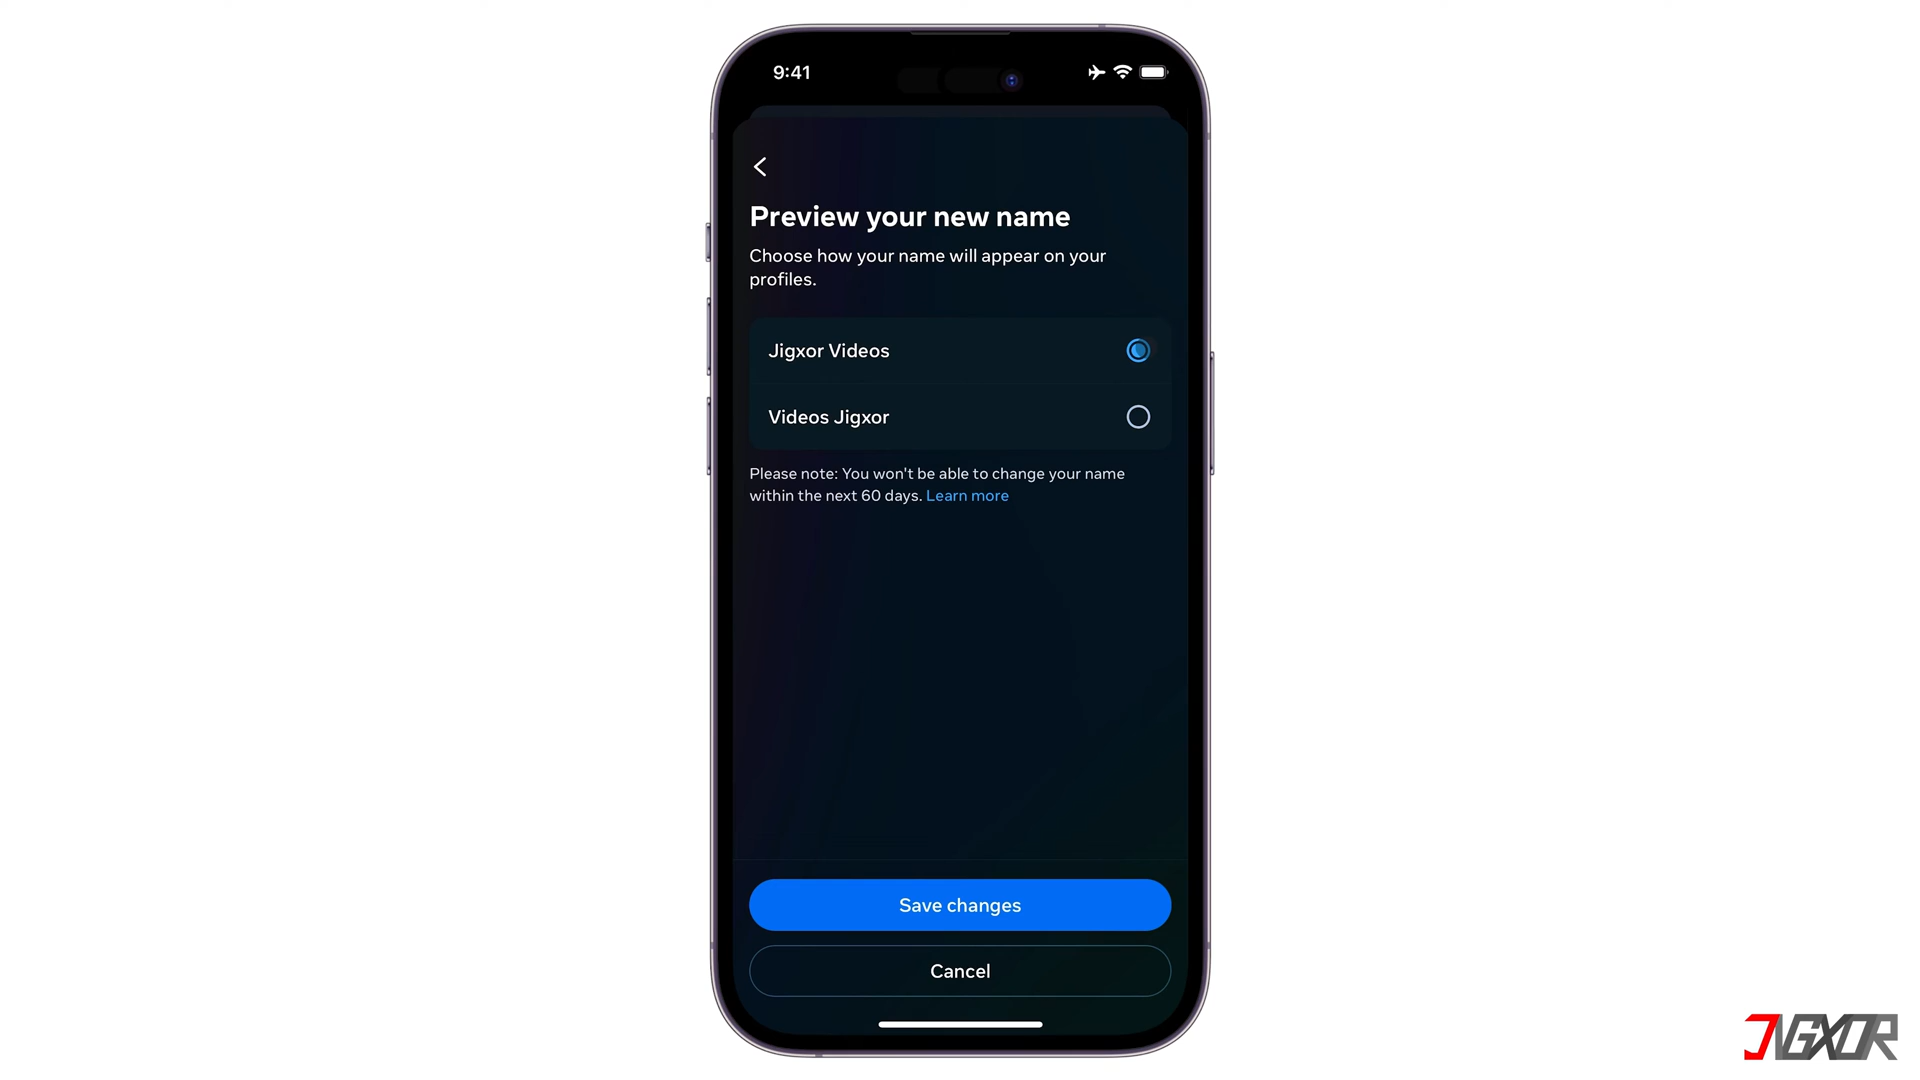 9:41
Preview your new name
Choose how your name will appear on your
profiles.
Jigxor Videos
Videos Jigxor
Please note: You won't be able to change your name
within the next 60 days. Learn more
Save changes
Cancel
JIGXOR